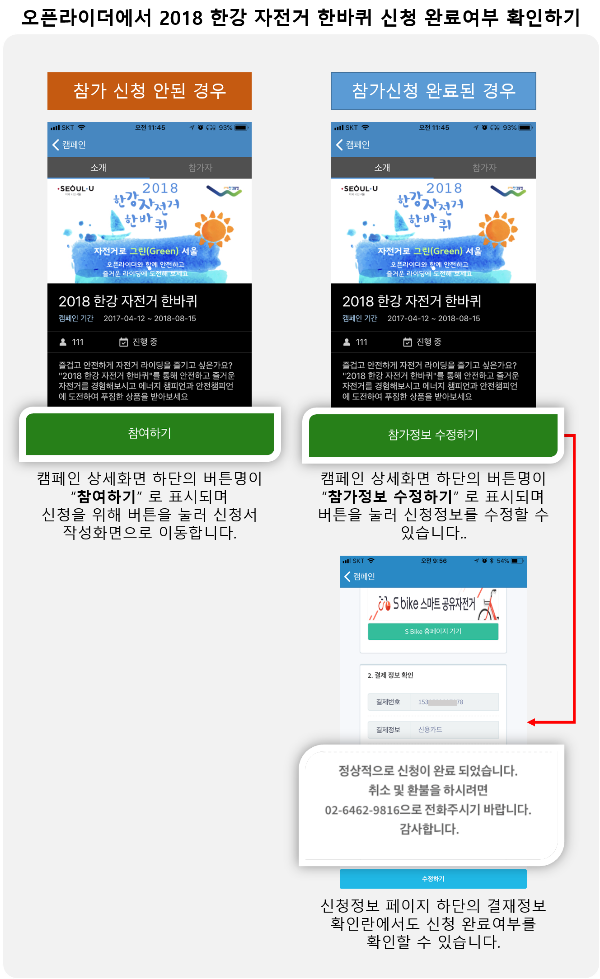 오픈라이더에서 2018 한강 자전거 한바퀴 신청 완료여부 확인하기
참가 신청 안된 경우
SKT 오전 11:45 93%
캠페인
소개 참가자
SEOUL·U
2018
한강자전거
한바퀴
자전거로 그린(Green) 서울
오픈라이더와 함께 안전하고
즐거운 라이딩에 도전해 보세요
2018 한강 자전거 한바퀴
캠페인 기간 2017-04-12 ~ 2018-08-15
111 진행 중
즐겁고 안전하게 자전거 라이딩을 즐기고 싶은가요?
"2018 한강 자전거 한바퀴"를 통해 안전하고 즐거운
자전거를 경험해보시고 에너지 챔피언과 안전챔피언
에 도전하여 푸짐한 상품을 받아보세요
참여하기
캠페인 상세화면 하단의 버튼명이
“참여하기” 로 표시되며
신청을 위해 버튼을 눌러 신청서
작성화면으로 이동합니다.
참가신청 완료된 경우
SKT 오전 11:45 93%
캠페인
소개 참가자
SEOUL·U
2018
한강자전거
한바퀴
자전거로 그린(Green) 서울
오픈라이더와 함께 안전하고
즐거운 라이딩에 도전해 보세요
2018 한강 자전거 한바퀴
캠페인 기간 2017-04-12 ~ 2018-08-15
111 진행 중
즐겁고 안전하게 자전거 라이딩을 즐기고 싶은가요?
"2018 한강 자전거 한바퀴"를 통해 안전하고 즐거운
자전거를 경험해보시고 에너지 챔피언과 안전챔피언
에 도전하여 푸짐한 상품을 받아보세요
참가정보 수정하기
캠페인 상세화면 하단의 버튼명이
“참가정보 수정하기” 로 표시되며
버튼을 눌러 신청정보를 수정할 수
있습니다..
SKT 오전 9:56 54%
캠페인
S bike 스마트 공유자전거
S Bike 홈페이지 가기
2. 결제 정보 확인
결제번호 153 78
결제정보 신용카드
정상적으로 신청이 완료 되었습니다.
취소 및 환불을 하시려면
02-6462-9816으로 전화주시기 바랍니다.
감사합니다.
수정하기
신청정보 페이지 하단의 결재정보
확인란에서도 신청 완료여부를
확인할 수 있습니다.